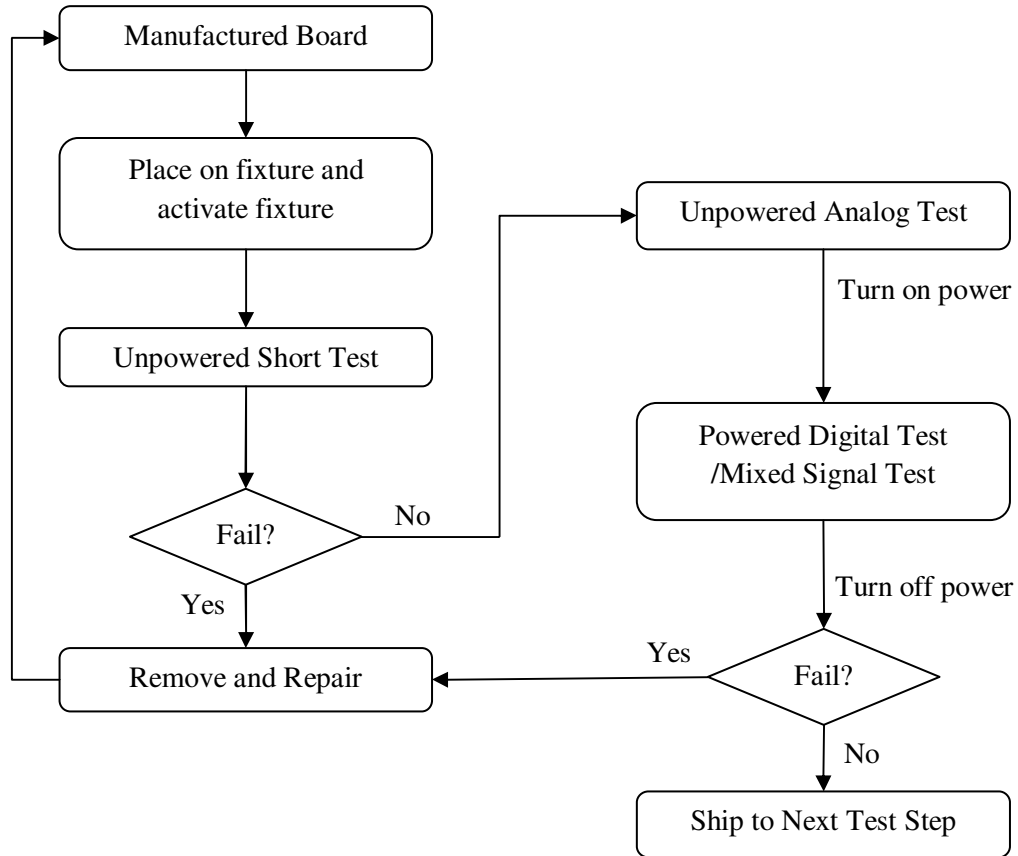 Manufactured Board
Place on fixture and
activate fixture
Unpowered Short Test
Fail?
No
Yes
Remove and Repair
Unpowered Analog Test
Turn on power
Powered Digital Test
/Mixed Signal Test
Turn off power
Fail?
Yes
No
Ship to Next Test Step